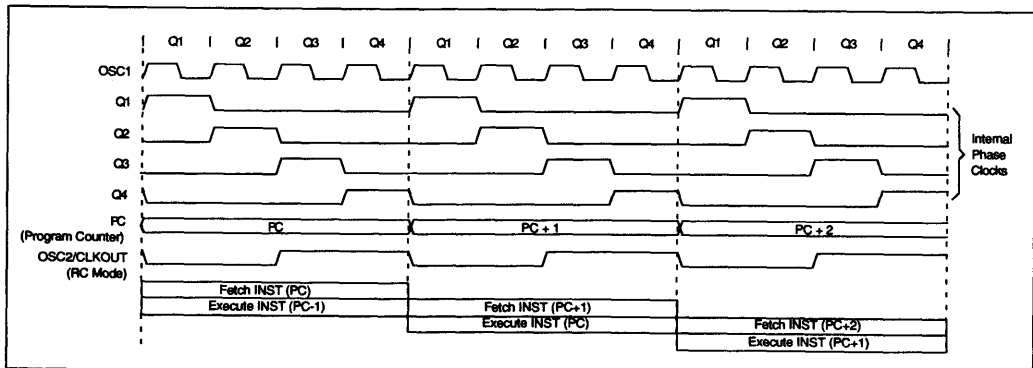 | Q1 | Q2 | Q3 | Q4 | Q1 | Q2 | Q3 | Q4 | Q1 | Q2 | Q3 | Q4 |
OSC1
Q1
Q2
Q3
Q4
Internal
Phase
Clocks
PC
(Program Counter)
PC PC + 1 PC + 2
OSC2/CLKOUT
(RC Mode)
Fetch INST (PC)
Execute INST (PC-1) Fetch INST (PC+1)
Execute INST (PC) Fetch INST (PC+2)
Execute INST (PC+1)